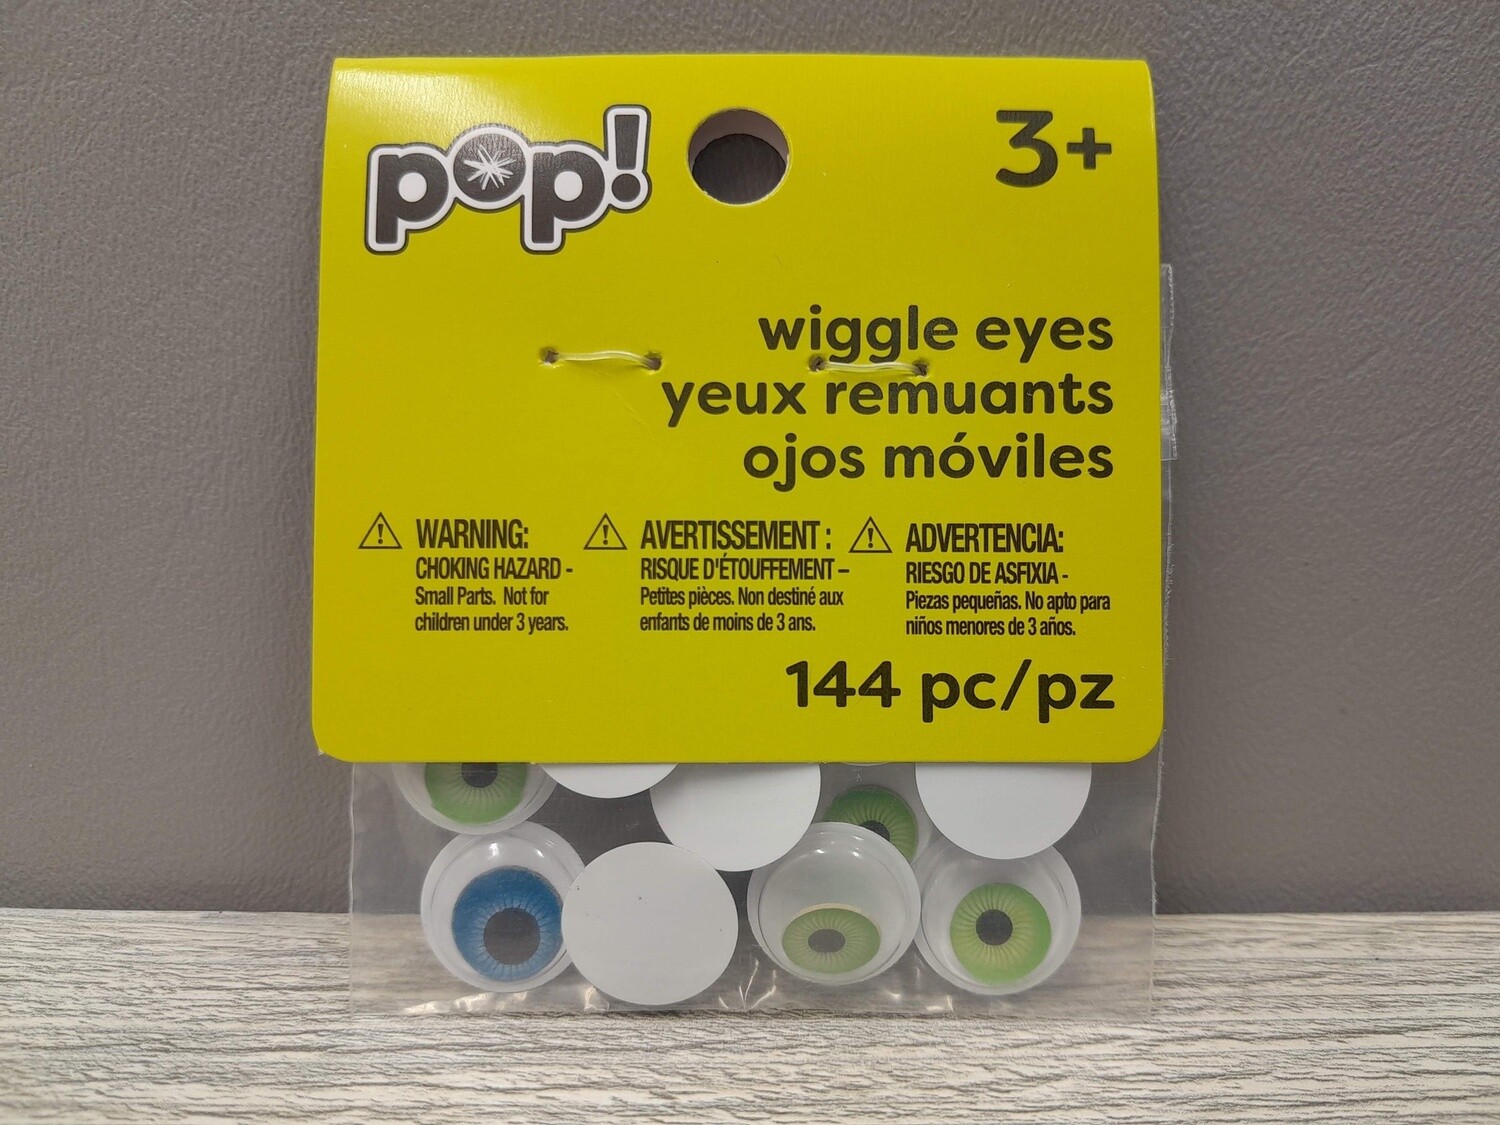 pop!
3+
wiggle eyes
yeux remuants
ojos móviles
WARNING:
CHOKING HAZARD -
Small Parts. Not for
children under 3 years.
AVERTISSEMENT :
RISQUE D'ÉTOUFFEMENT –
Petites pièces. Non destiné aux
enfants de moins de 3 ans.
ADVERTENCIA:
RIESGO DE ASFIXIA -
Piezas pequeñas. No apto para
niños menores de 3 años.
144 pc/pz